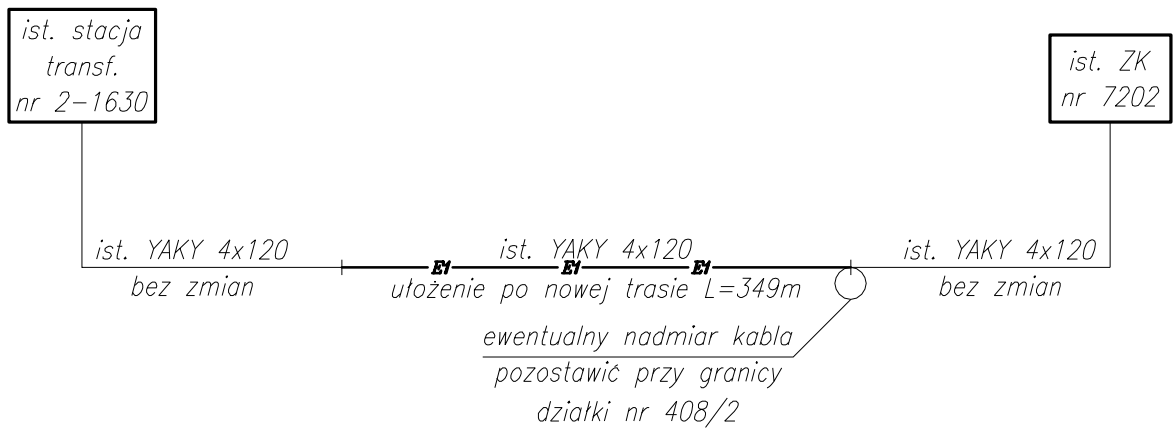 ist. stacja
transf.
nr 2-1630
ist. ZK
nr 7202
ist. YAKY 4x120
bez zmian
ist. YAKY 4x120
E1 E1 E1
ułożenie po nowej trasie L=349m
ist. YAKY 4x120
bez zmian
ewentualny nadmiar kabla
pozostawić przy granicy
działki nr 408/2